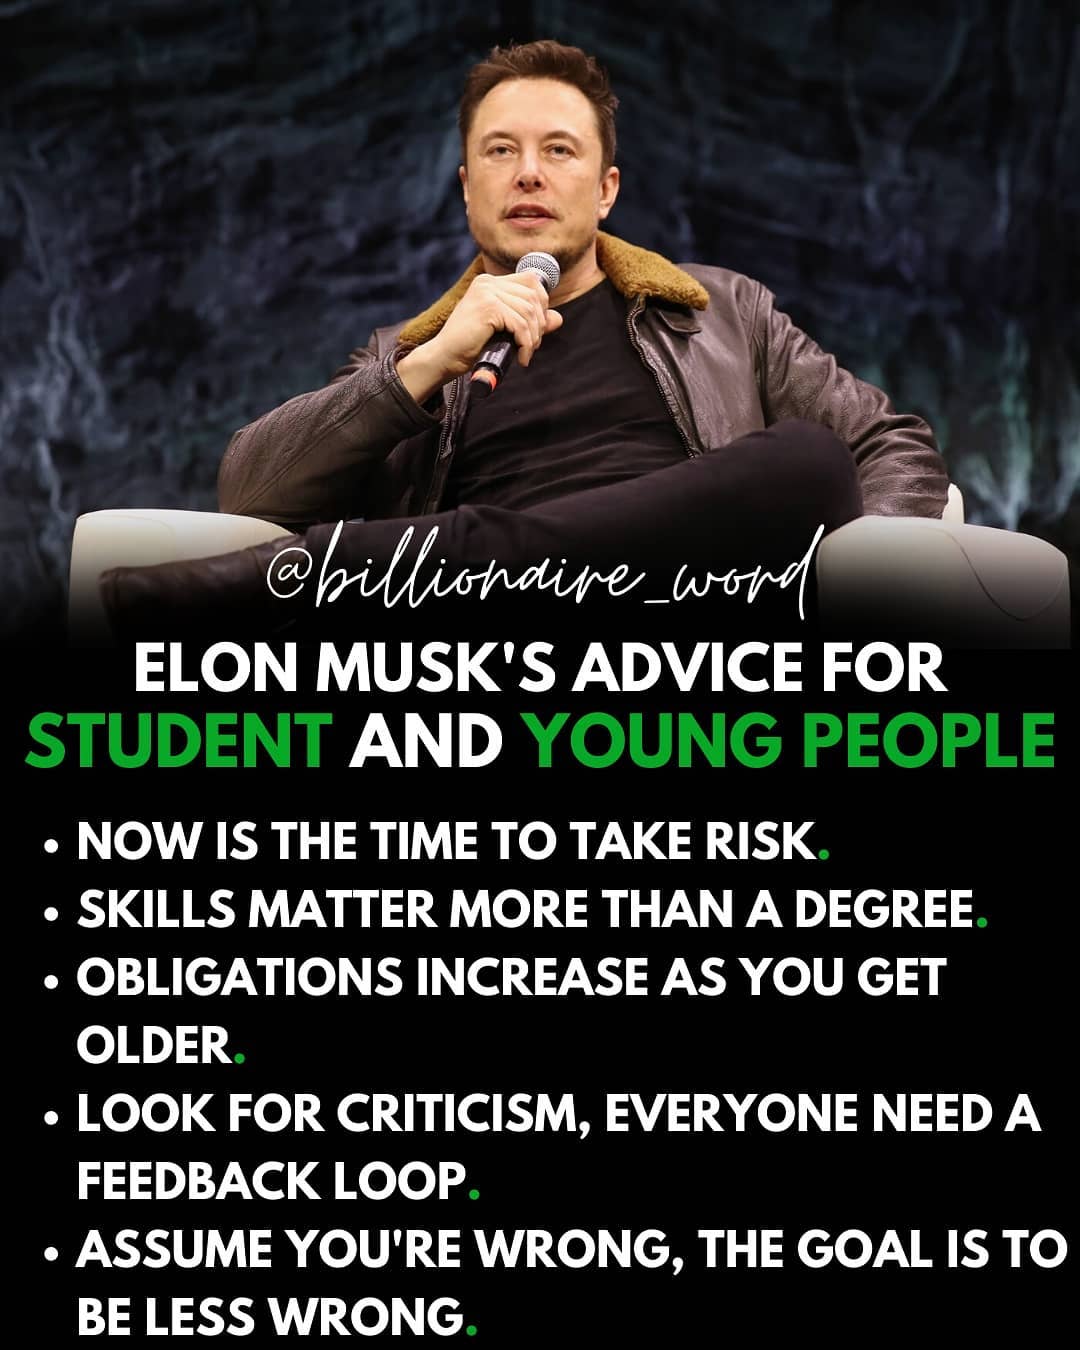 @billionaire_word
ELON MUSK'S ADVICE FOR
STUDENT AND YOUNG PEOPLE
• NOW IS THE TIME TO TAKE RISK.
• SKILLS MATTER MORE THAN A DEGREE.
• OBLIGATIONS INCREASE AS YOU GET
OLDER.
• LOOK FOR CRITICISM, EVERYONE NEED A
FEEDBACK LOOP.
• ASSUME YOU'RE WRONG, THE GOAL IS TO
BE LESS WRONG.